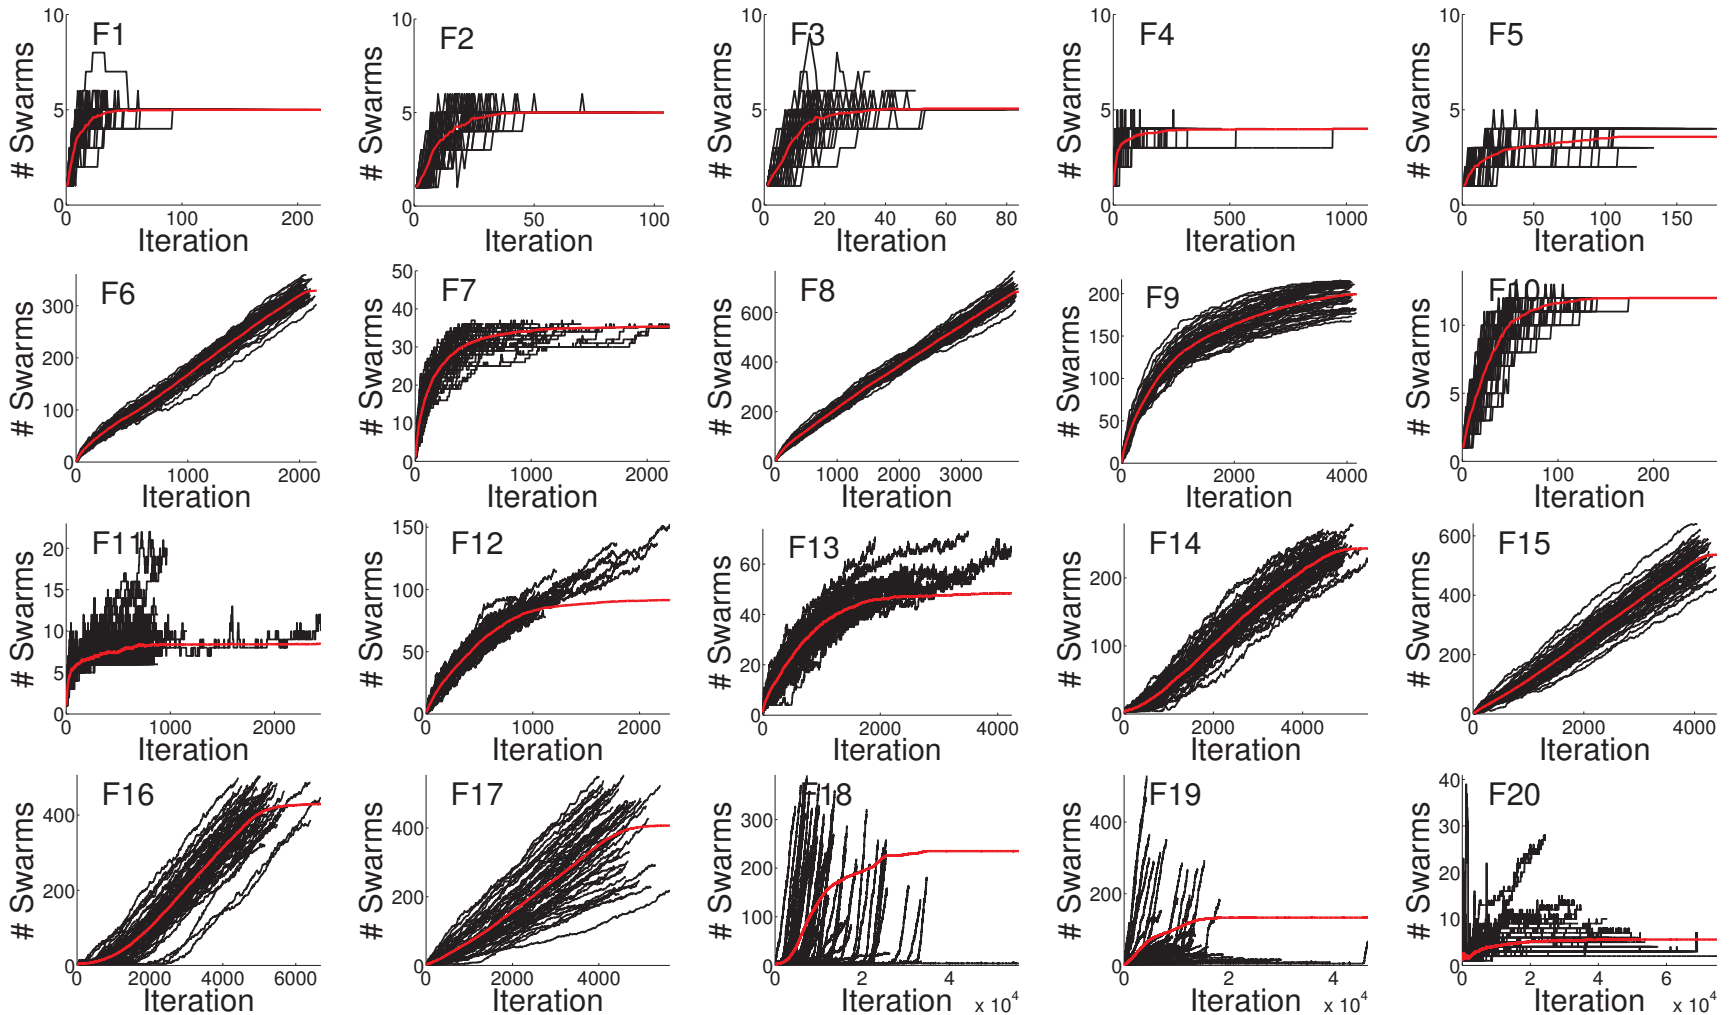 F1
# Swarms
10
5
0
0 100 200
Iteration
F2
# Swarms
10
5
0
0 50 100
Iteration
F3
# Swarms
10
5
0
0 20 40 60 80
Iteration
F4
# Swarms
10
5
0
0 500 1000
Iteration
F5
# Swarms
10
5
0
0 50 100 150
Iteration
F6
# Swarms
300
200
100
0
0 1000 2000
Iteration
F7
# Swarms
50
40
30
20
10
0
0 1000 2000
Iteration
F8
# Swarms
600
400
200
0
0 1000 2000 3000
Iteration
F9
# Swarms
200
150
100
50
0
0 2000 4000
Iteration
F10
# Swarms
10
5
0
0 100 200
Iteration
F11
# Swarms
20
15
10
5
0
0 1000 2000
Iteration
F12
# Swarms
150
100
50
0
0 1000 2000
Iteration
F13
# Swarms
60
40
20
0
0 2000 4000
Iteration
F14
# Swarms
200
100
0
0 2000 4000
Iteration
F15
# Swarms
600
400
200
0
0 2000 4000
Iteration
F16
# Swarms
400
200
0
0 2000 4000 6000
Iteration
F17
# Swarms
400
300
200
100
0
0 2000 4000
Iteration
F18
# Swarms
300
200
100
0
0 2 4
Iteration x 10^4
F19
# Swarms
400
200
0
0 2 4
Iteration x 10^4
F20
# Swarms
40
30
20
10
0
0 2 4 6
Iteration x 10^4